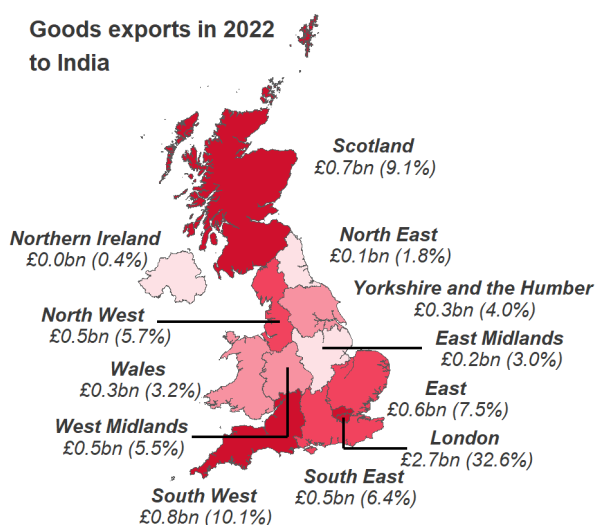 Goods exports in 2022
to India
Scotland
£0.7bn (9.1%)
Northern Ireland
£0.0bn (0.4%)
North East
£0.1bn (1.8%)
Yorkshire and the Humber
£0.3bn (4.0%)
North West
£0.5bn (5.7%)
East Midlands
£0.2bn (3.0%)
Wales
£0.3bn (3.2%)
East
£0.6bn (7.5%)
West Midlands
£0.5bn (5.5%)
London
£2.7bn (32.6%)
South East
£0.5bn (6.4%)
South West
£0.8bn (10.1%)